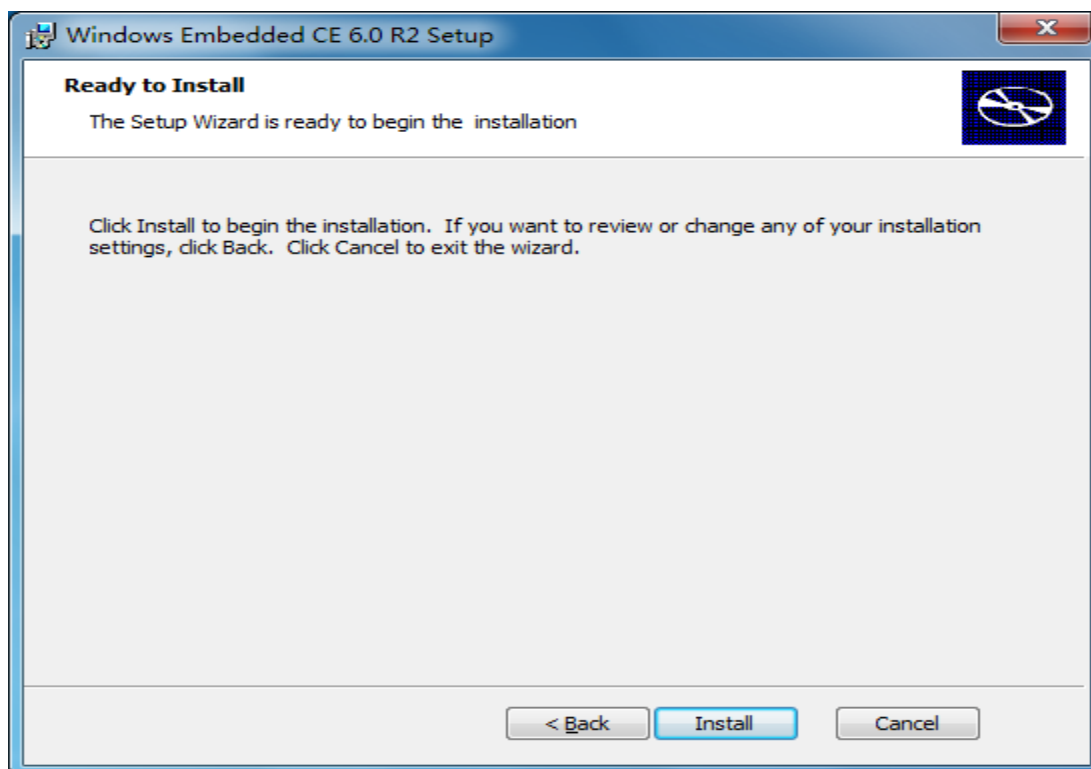 Windows Embedded CE 6.0 R2 Setup
x
Ready to Install
The Setup Wizard is ready to begin the  installation
Click Install to begin the installation.  If you want to review or change any of your installation
settings, click Back.  Click Cancel to exit the wizard.
< Back
Install
Cancel